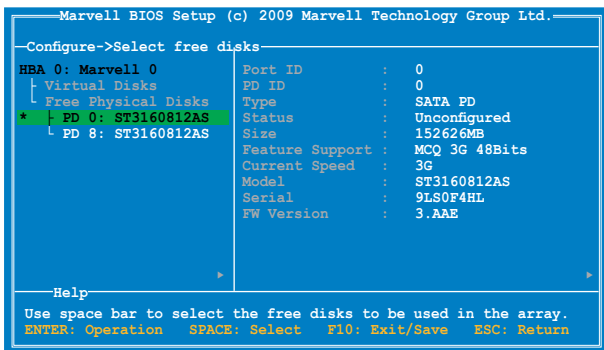 Marvell BIOS Setup (c) 2009 Marvell Technology Group Ltd.
Configure->Select free disks
HBA 0: Marvell 0
Virtual Disks
Free Physical Disks
* PD 0: ST3160812AS
PD 8: ST3160812AS
Port ID : 0
PD ID : 0
Type : SATA PD
Status : Unconfigured
Size : 152626MB
Feature Support : MCQ 3G 48Bits
Current Speed : 3G
Model : ST3160812AS
Serial : 9LS0F4HL
FW Version : 3.AAE
Help
Use space bar to select the free disks to be used in the array.
ENTER: Operation SPACE: Select F10: Exit/Save ESC: Return